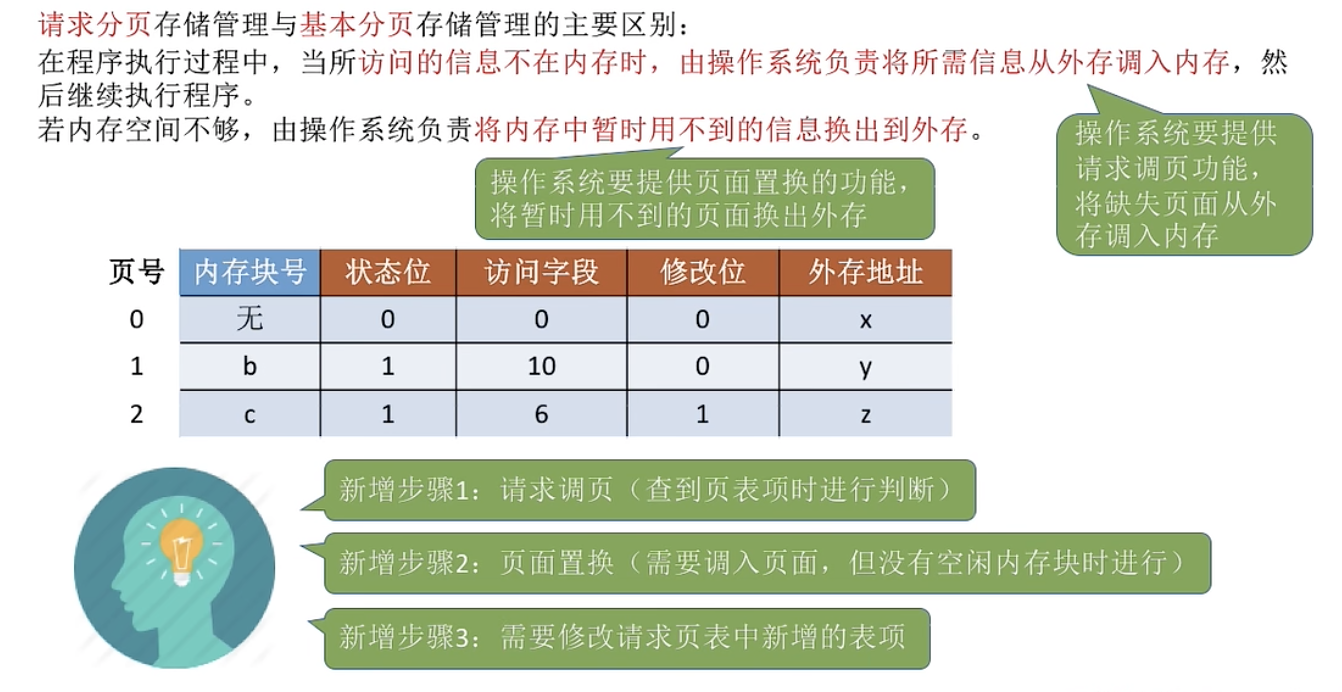 请求分页存储管理与基本分页存储管理的主要区别：
在程序执行过程中，当所访问的信息不在内存时，由操作系统负责将所需信息从外存调入内存，然
后继续执行程序。
若内存空间不够，由操作系统负责将内存中暂时用不到的信息换出到外存。
操作系统要提供
请求调页功能，
将缺失页面从外
存调入内存
操作系统要提供页面置换的功能，
将暂时用不到的页面换出外存
页号 内存块号 状态位 访问字段 修改位 外存地址
0 无 0 0 0 x
1 b 1 10 0 y
2 c 1 6 1 z
新增步骤1：请求调页（查到页表项时进行判断）
新增步骤2：页面置换（需要调入页面，但没有空闲内存块时进行）
新增步骤3：需要修改请求页表中新增的表项